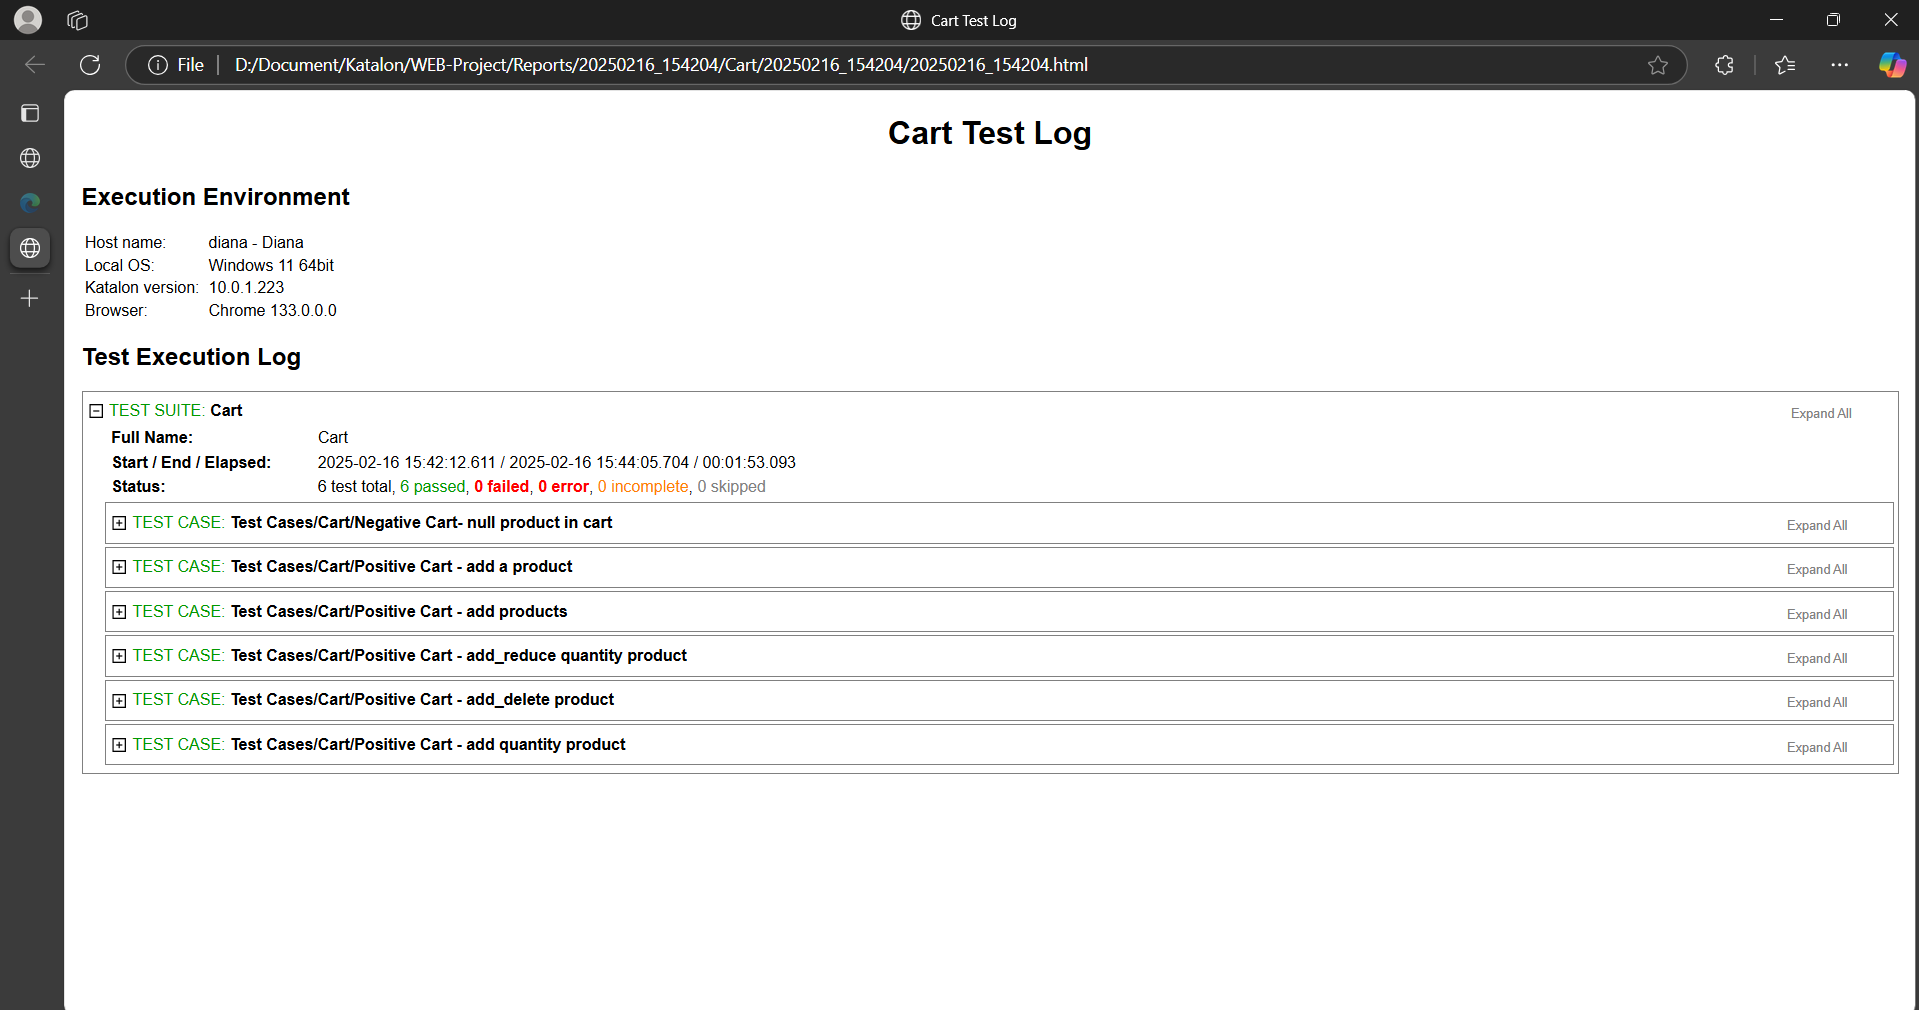 Cart Test Log
File
D:/Document/Katalon/WEB-Project/Reports/20250216_154204/Cart/20250216_154204/20250216_154204.html
Cart Test Log
Execution Environment
Host name: diana - Diana
Local OS: Windows 11 64bit
Katalon version: 10.0.1.223
Browser: Chrome 133.0.0.0
Test Execution Log
TEST SUITE: Cart Expand All
Full Name: Cart
Start / End / Elapsed: 2025-02-16 15:42:12.611 / 2025-02-16 15:44:05.704 / 00:01:53.093
Status: 6 test total, 6 passed, 0 failed, 0 error, 0 incomplete, 0 skipped
TEST CASE: Test Cases/Cart/Negative Cart- null product in cart Expand All
TEST CASE: Test Cases/Cart/Positive Cart - add a product Expand All
TEST CASE: Test Cases/Cart/Positive Cart - add products Expand All
TEST CASE: Test Cases/Cart/Positive Cart - add_reduce quantity product Expand All
TEST CASE: Test Cases/Cart/Positive Cart - add_delete product Expand All
TEST CASE: Test Cases/Cart/Positive Cart - add quantity product Expand All